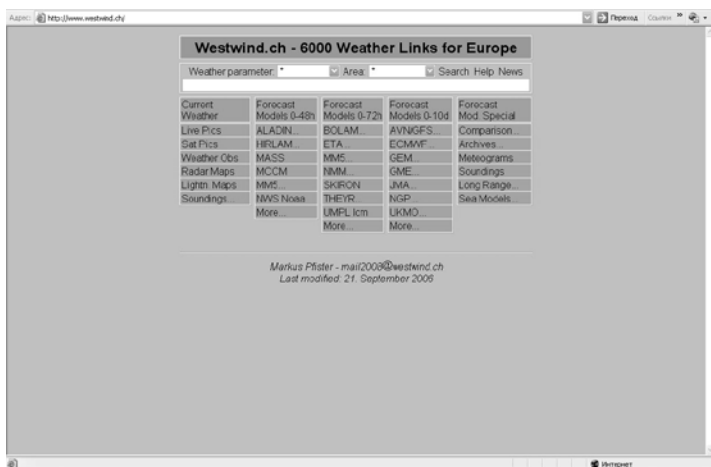 Адрес: http://www.westwind.ch/ Переход Ссылки »
Westwind.ch - 6000 Weather Links for Europe
Weather parameter: * Area: * Search Help News
Current Weather
Live Pics
Sat Pics
Weather Obs
Radar Maps
Lightn. Maps
Soundings...
Forecast
Models 0-48h
ALADIN...
HIRLAM...
MASS
MCCM
MM5...
NWS Noaa
More...
Forecast
Models 0-72h
BOLAM...
ETA...
MM5...
NMM...
SKIRON
THEYR...
UMPL Icm
More...
Forecast
Models 0-10d
AVN/GFS...
ECMWF...
GEM...
GME...
JMA...
NGP...
UKMO...
More...
Forecast
Mod. Special
Comparison...
Archives...
Meteograms
Soundings
Long Range...
Sea Models...
Markus Pfister - mail2008@westwind.ch
Last modified: 21. September 2006
Интернет